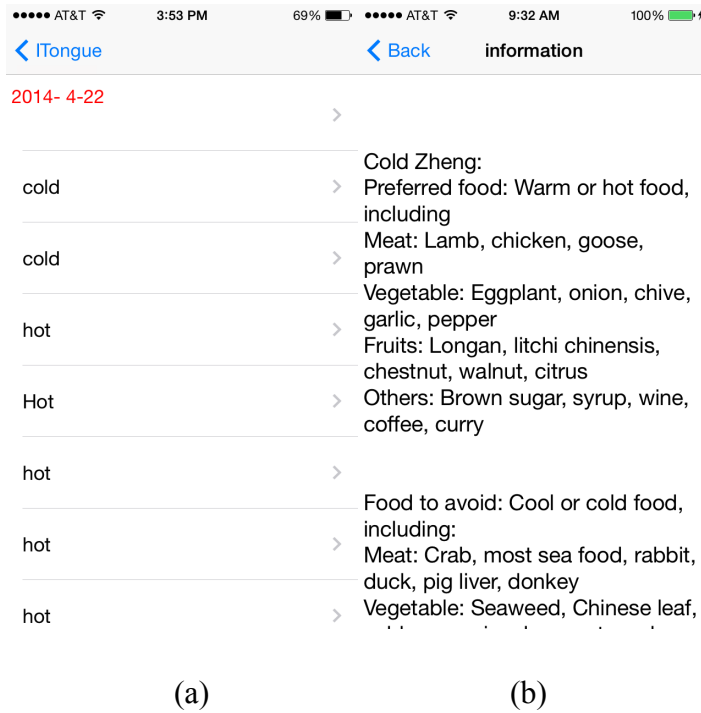 AT&T 3:53 PM 69%
ITongue
2014- 4-22
cold
cold
hot
Hot
hot
hot
hot
(a)
AT&T 9:32 AM 100%
Back information
Cold Zheng:
Preferred food: Warm or hot food,
including
Meat: Lamb, chicken, goose,
prawn
Vegetable: Eggplant, onion, chive,
garlic, pepper
Fruits: Longan, litchi chinensis,
chestnut, walnut, citrus
Others: Brown sugar, syrup, wine,
coffee, curry
Food to avoid: Cool or cold food,
including:
Meat: Crab, most sea food, rabbit,
duck, pig liver, donkey
Vegetable: Seaweed, Chinese leaf,
(b)